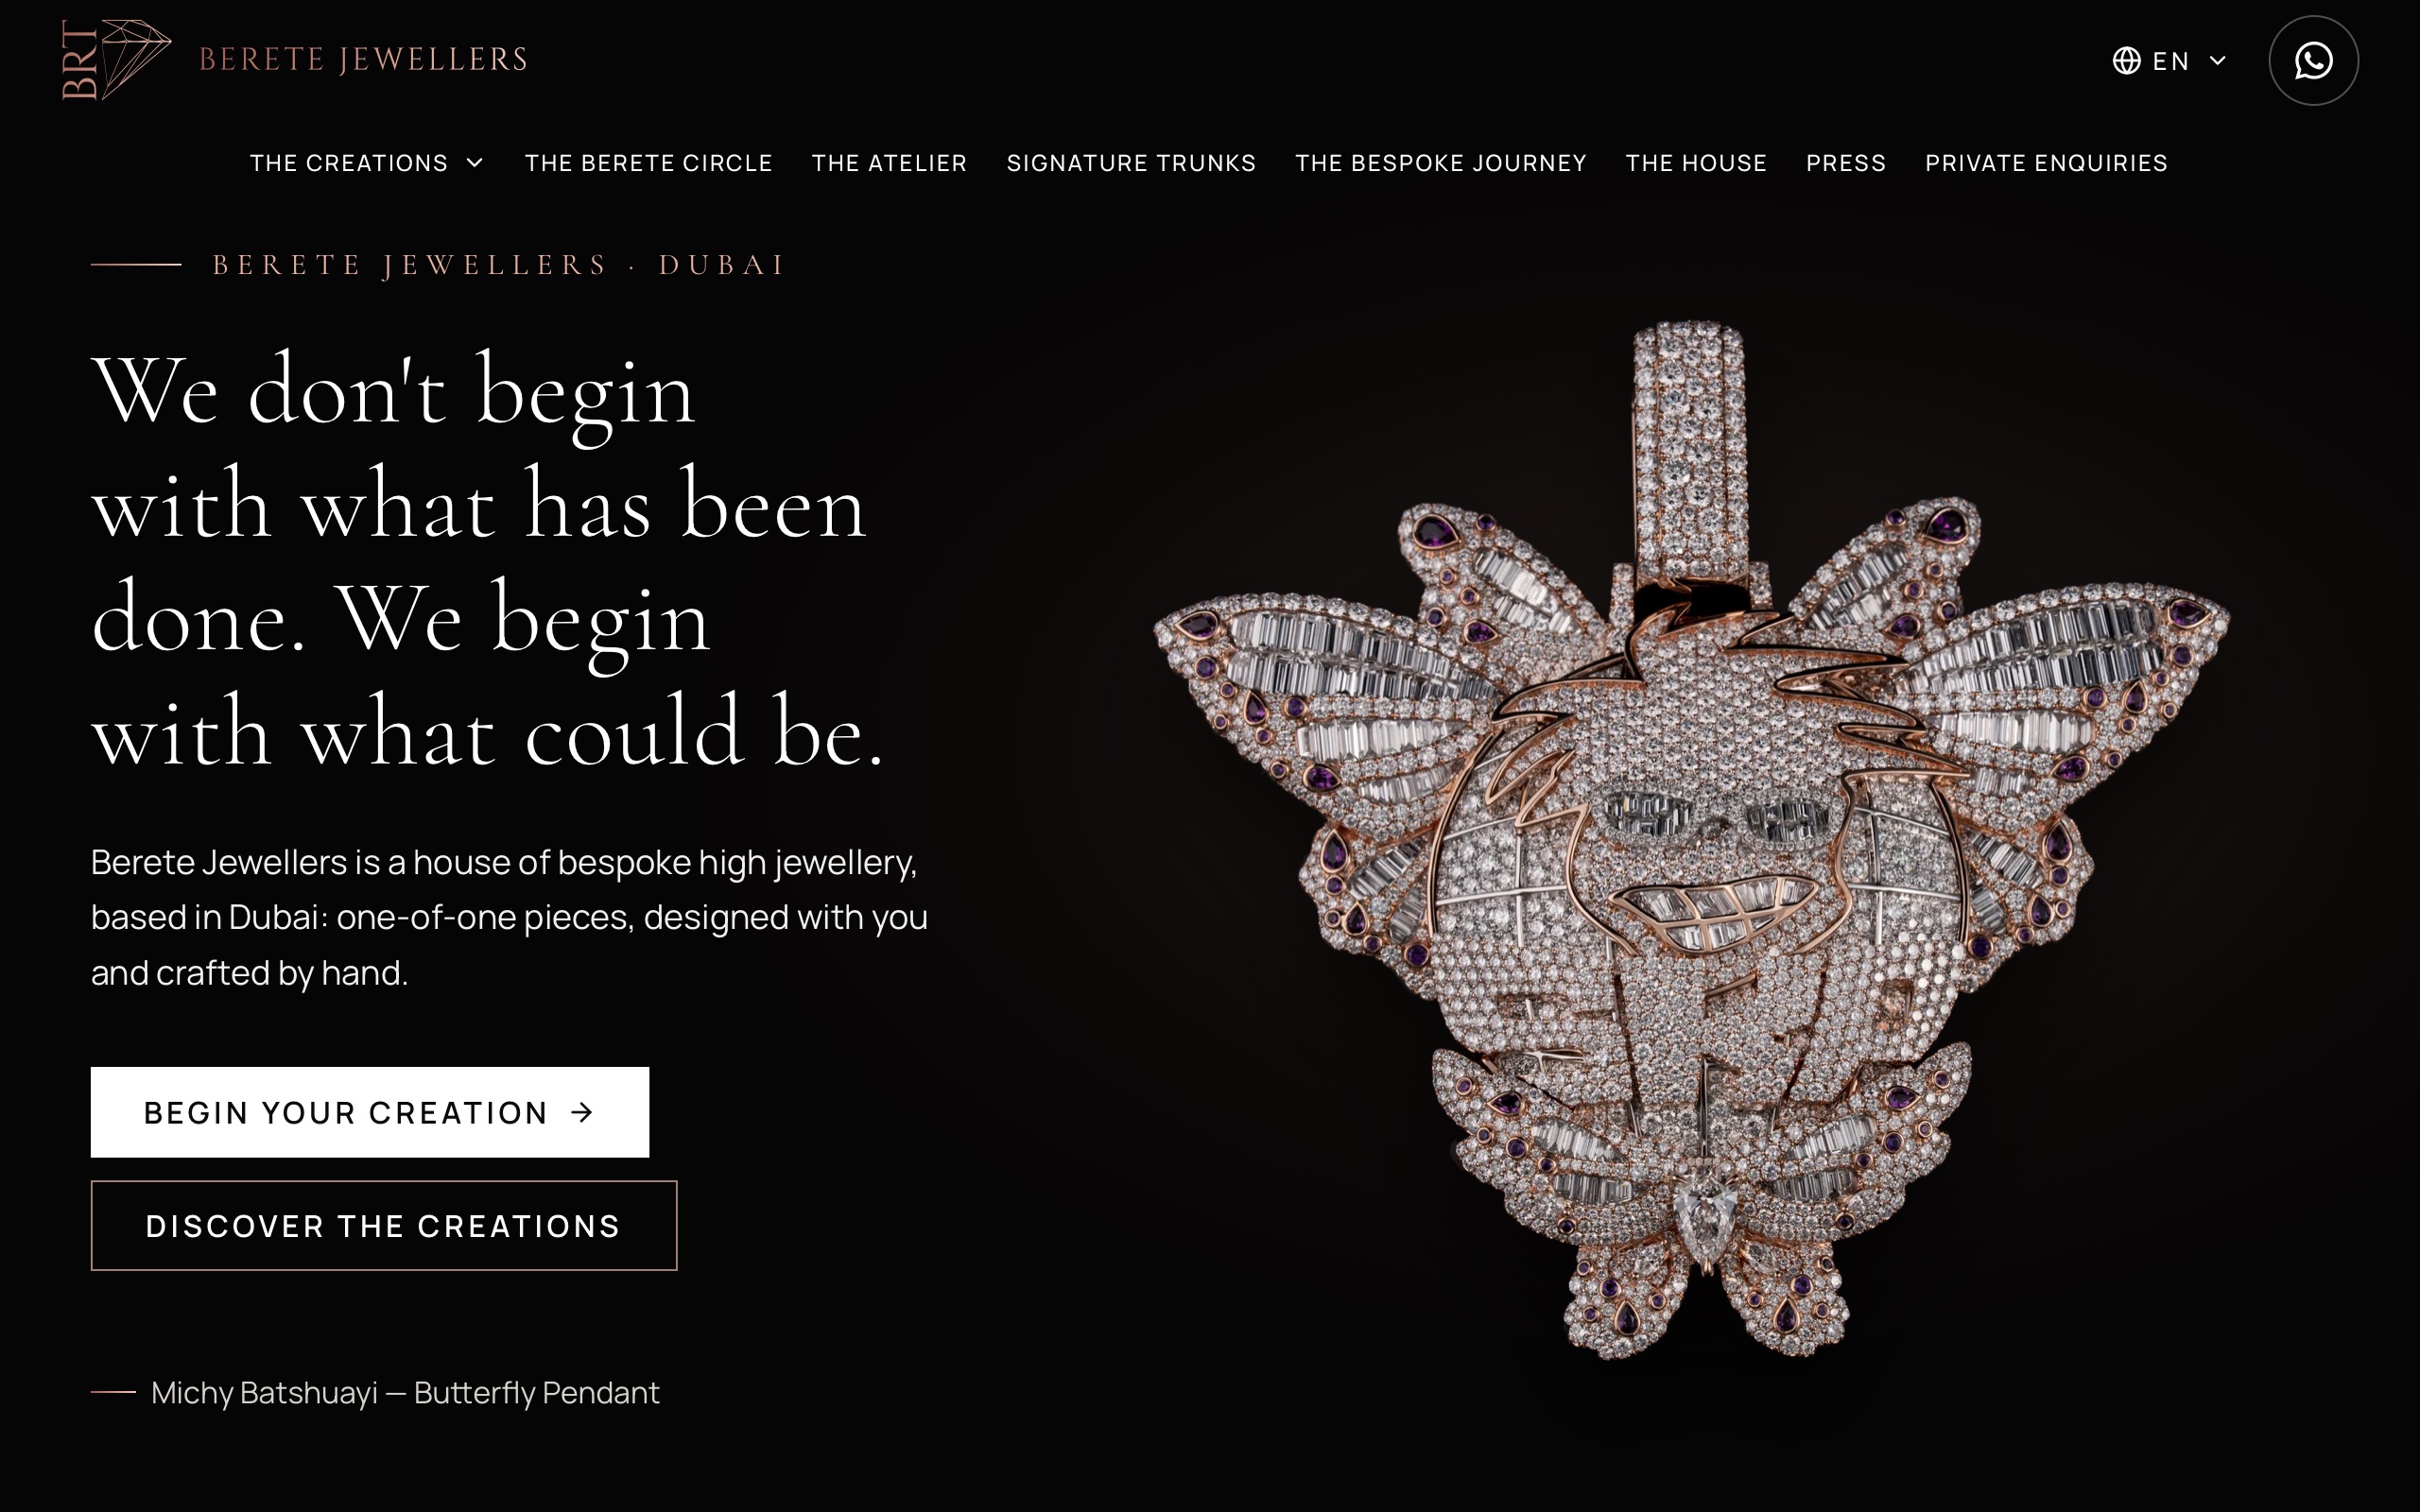 BRT
BERETE JEWELLERS
EN
THE CREATIONS
THE BERETE CIRCLE
THE ATELIER
SIGNATURE TRUNKS
THE BESPOKE JOURNEY
THE HOUSE
PRESS
PRIVATE ENQUIRIES
BERETE JEWELLERS · DUBAI
We don't begin
with what has been
done. We begin
with what could be.
Berete Jewellers is a house of bespoke high jewellery,
based in Dubai: one-of-one pieces, designed with you
and crafted by hand.
BEGIN YOUR CREATION →
DISCOVER THE CREATIONS
Michy Batshuayi — Butterfly Pendant